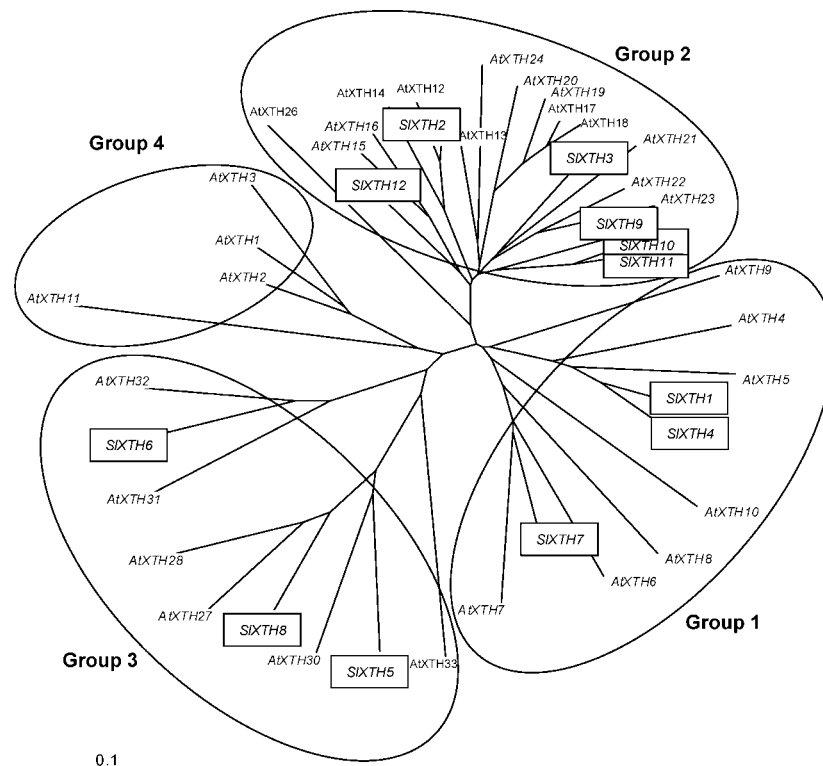 Group 2
AtXTH24
AtXTH20
AtXTH14
AtXTH12
AtXTH19
AtXTH26
AtXTH17
AtXTH16
SlXTH2
AtXTH13
AtXTH18
AtXTH15
AtXTH21
Group 4
SlXTH3
AtXTH3
SlXTH12
AtXTH22
AtXTH23
SlXTH9
AtXTH1
SlXTH10
SlXTH11
AtXTH9
AtXTH2
AtXTH11
AtXTH4
AtXTH32
AtXTH5
SlXTH1
SlXTH4
SlXTH6
AtXTH31
AtXTH10
SlXTH7
AtXTH28
AtXTH8
AtXTH6
AtXTH27
AtXTH7
Group 1
SlXTH8
Group 3
AtXTH30
SlXTH5
AtXTH33
0.1